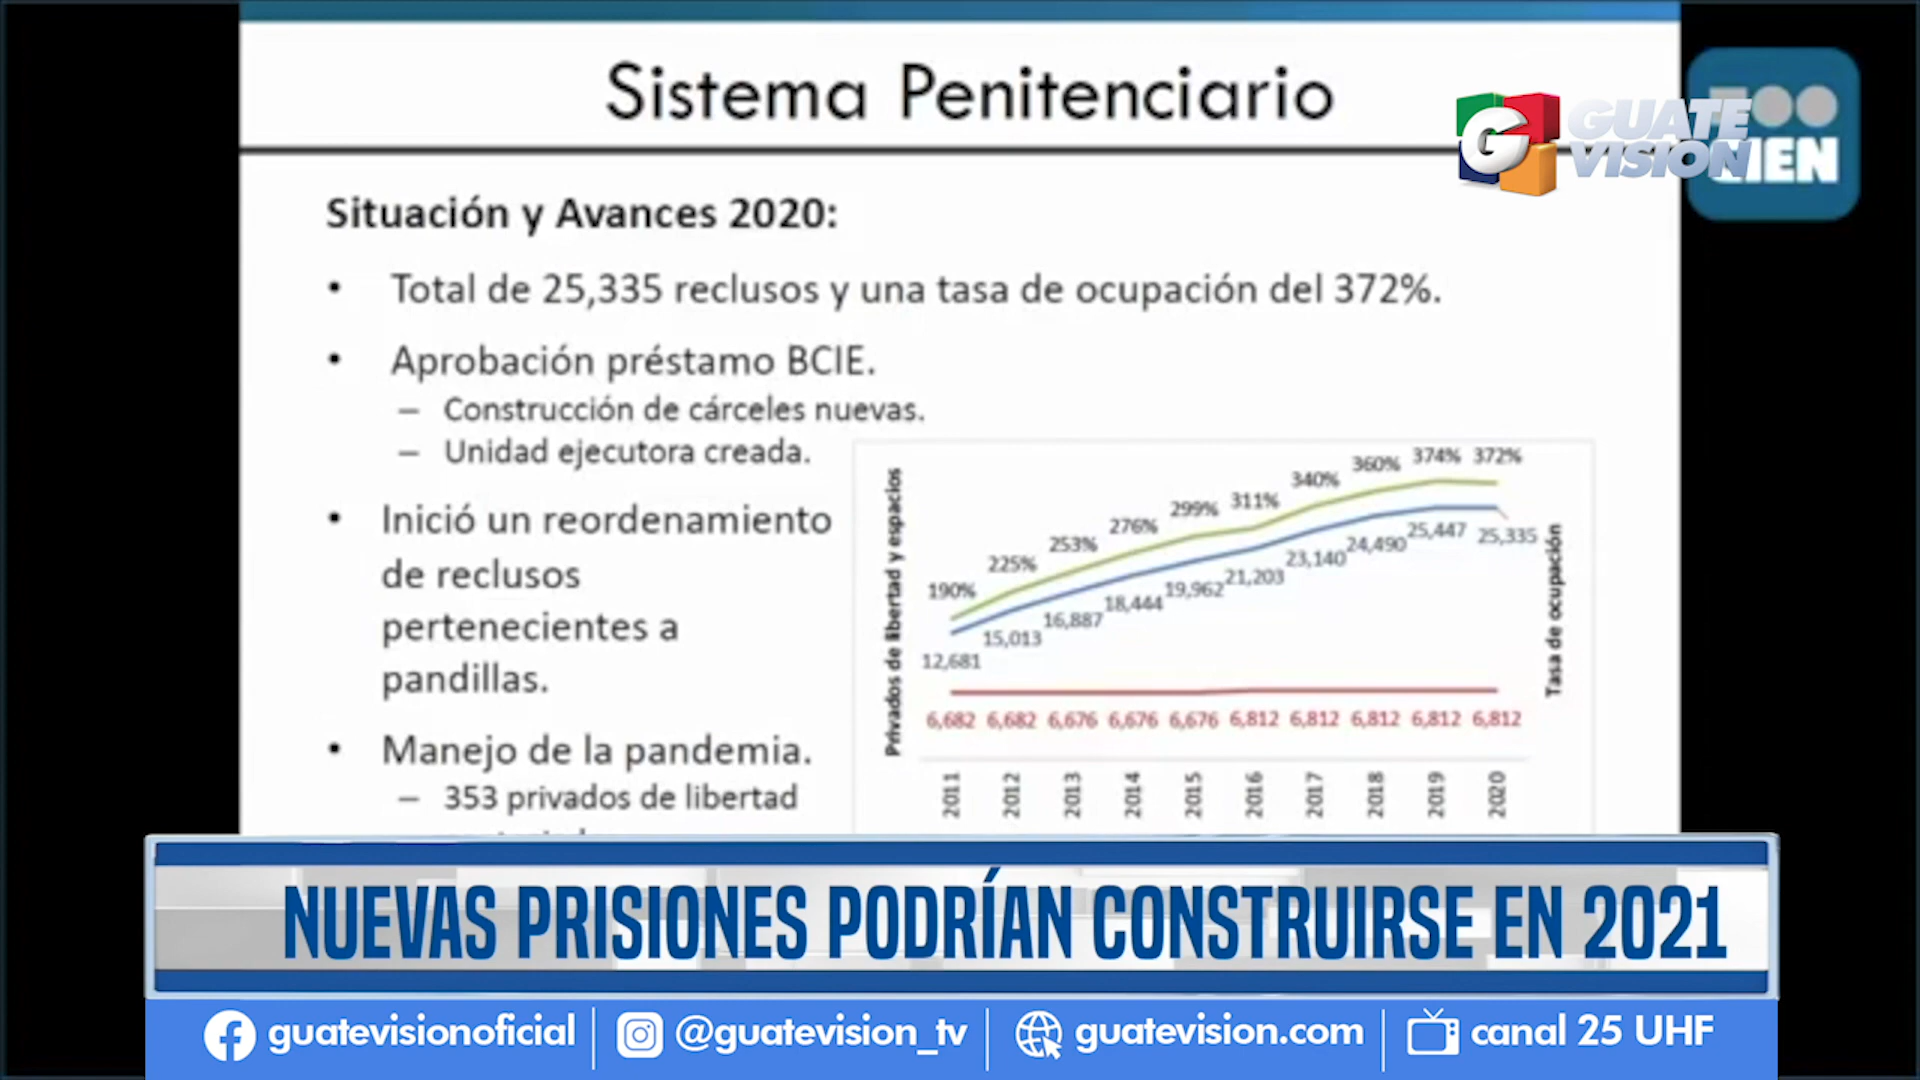 Sistema Penitenciario
GUATE
VISION
IEN
Situación y Avances 2020:
• Total de 25,335 reclusos y una tasa de ocupación del 372%.
• Aprobación préstamo BCIE.
– Construcción de cárceles nuevas.
– Unidad ejecutora creada.
• Inició un reordenamiento
de reclusos
pertenecientes a
pandillas.
• Manejo de la pandemia.
– 353 privados de libertad
Privados de libertad y espacios
190% 225% 253% 276% 299% 311% 340% 360% 374% 372%
12,681 15,013 16,887 18,444 19,962 21,203 23,140 24,490 25,447 25,335
6,682 6,682 6,676 6,676 6,676 6,812 6,812 6,812 6,812 6,812
2011 2012 2013 2014 2015 2016 2017 2018 2019 2020
Tasa de ocupación
NUEVAS PRISIONES PODRÍAN CONSTRUIRSE EN 2021
guatevisionoficial @guatevision_tv guatevision.com canal 25 UHF